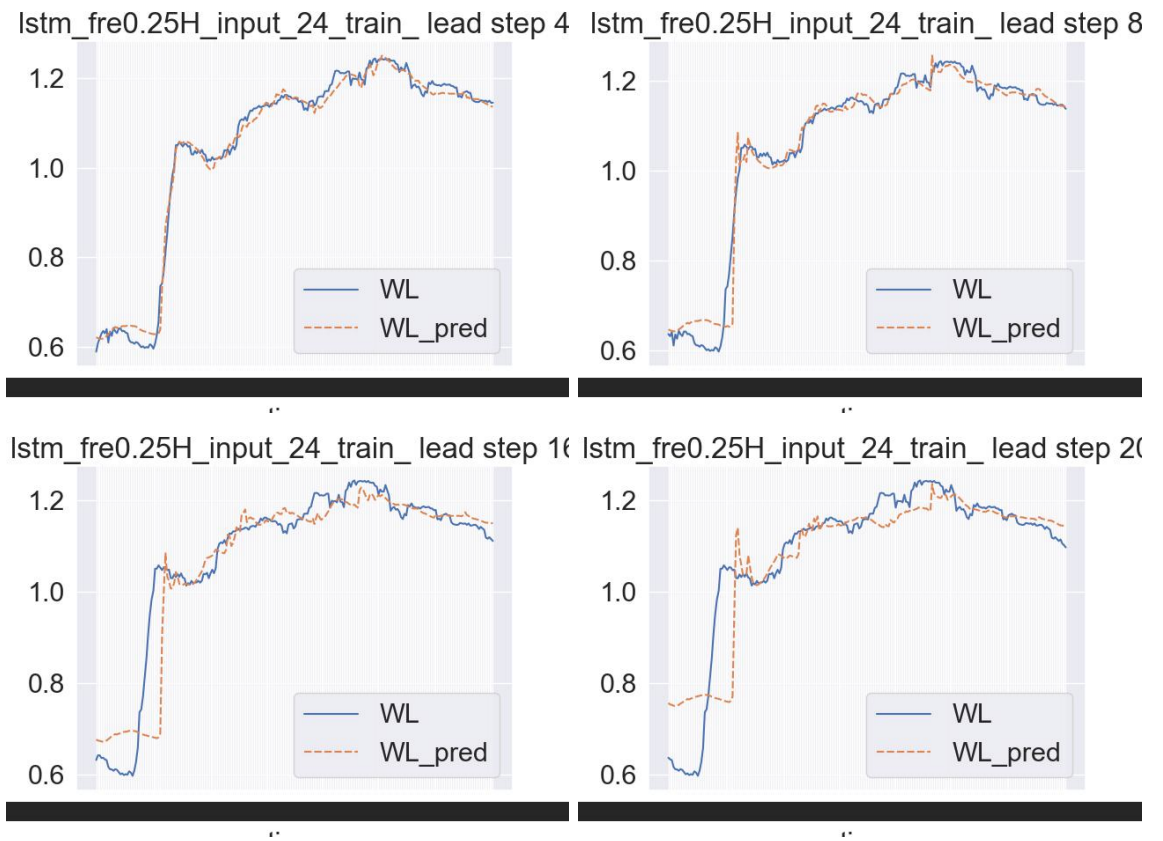 lstm_fre0.25H_input_24_train_ lead step 4
1.2
1.0
0.8
0.6
WL
WL_pred
lstm_fre0.25H_input_24_train_ lead step 8
1.2
1.0
0.8
0.6
WL
WL_pred
lstm_fre0.25H_input_24_train_ lead step 16
1.2
1.0
0.8
0.6
WL
WL_pred
lstm_fre0.25H_input_24_train_ lead step 20
1.2
1.0
0.8
0.6
WL
WL_pred